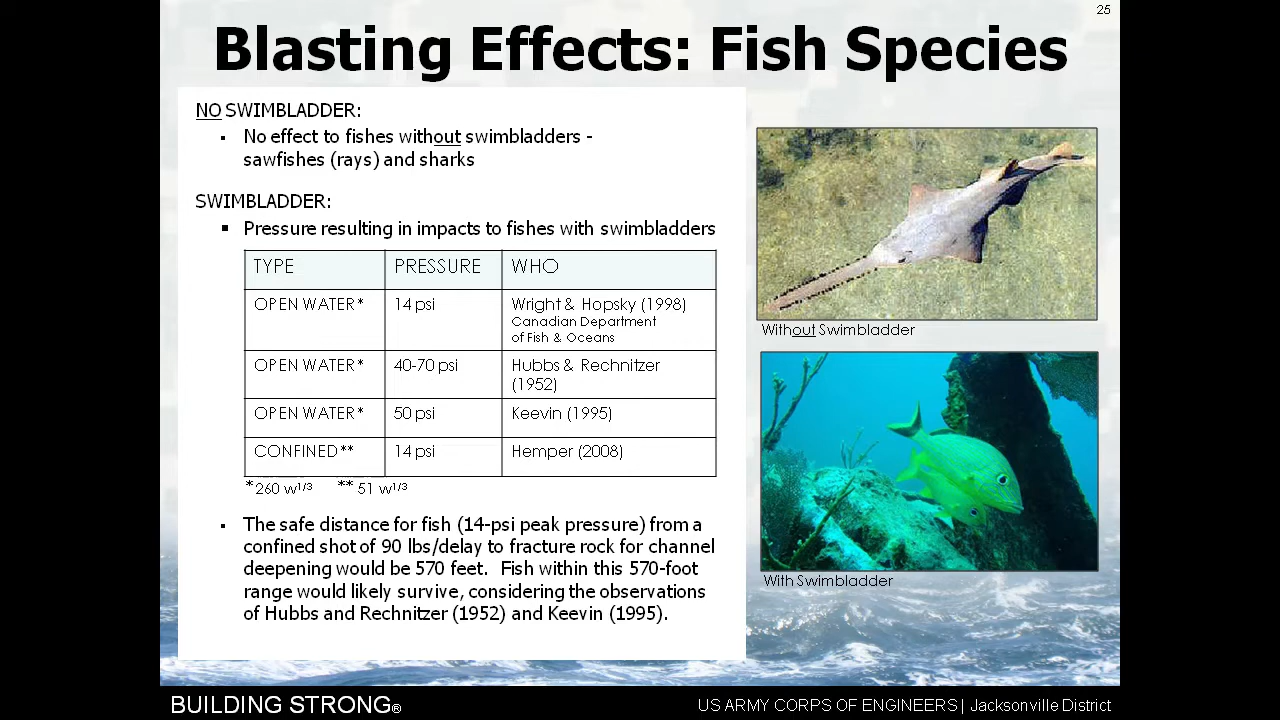 25
Blasting Effects: Fish Species
NO SWIMBLADDER:
▪ No effect to fishes without swimbladders -
sawfishes (rays) and sharks
SWIMBLADDER:
▪ Pressure resulting in impacts to fishes with swimbladders
TYPE PRESSURE WHO
OPEN WATER* 14 psi Wright & Hopsky (1998)
Canadian Department
of Fish & Oceans
OPEN WATER* 40-70 psi Hubbs & Rechnitzer
(1952)
OPEN WATER* 50 psi Keevin (1995)
CONFINED** 14 psi Hemper (2008)
*260 w1/3 ** 51 w1/3
▪ The safe distance for fish (14-psi peak pressure) from a
confined shot of 90 lbs/delay to fracture rock for channel
deepening would be 570 feet. Fish within this 570-foot
range would likely survive, considering the observations
of Hubbs and Rechnitzer (1952) and Keevin (1995).
Without Swimbladder
With Swimbladder
BUILDING STRONG®
US ARMY CORPS OF ENGINEERS | Jacksonville District